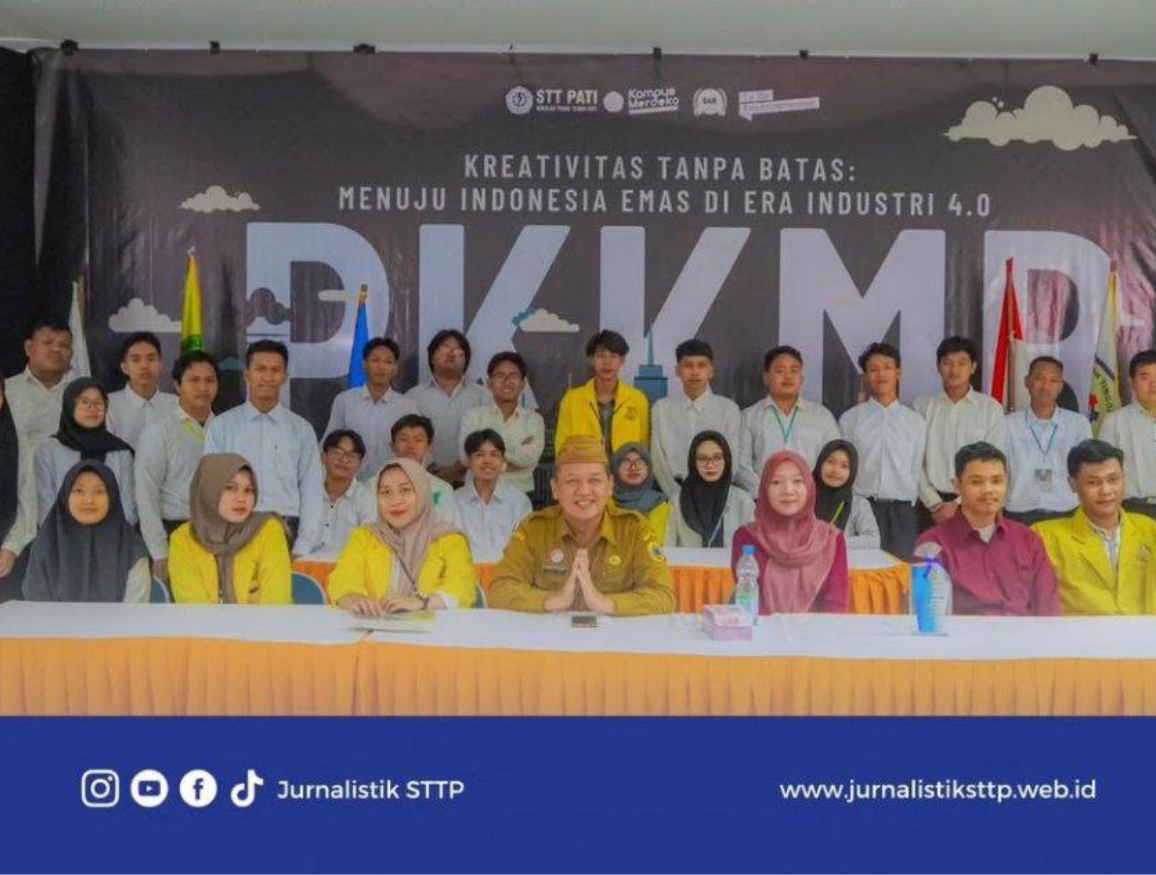 STT PATI
Kampus
Merdeka
KREATIVITAS TANPA BATAS:
MENUJU INDONESIA EMAS DI ERA INDUSTRI 4.0
PKKMB
Jurnalistik STTP
www.jurnalistiksttp.web.id